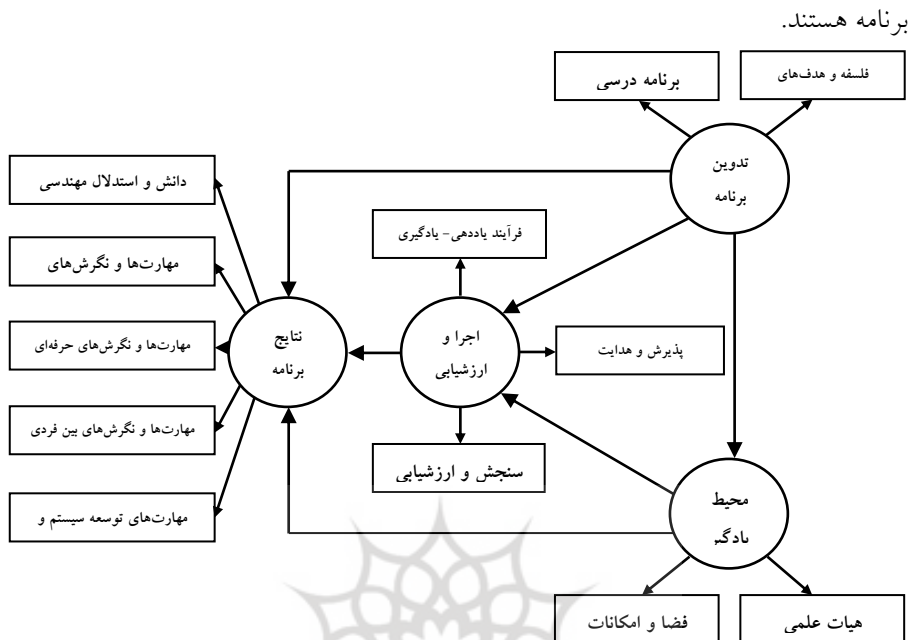 برنامه هستند.
فلسفه و هدف‌های
برنامه درسی
تدوین
برنامه
دانش و استدلال مهندسی
فرآیند یاددهی- یادگیری
مهارت‌ها و نگرش‌های
نتایج
برنامه
اجرا و
ارزشیابی
پذیرش و هدایت
مهارت‌ها و نگرش‌های حرفه‌ای
مهارت‌ها و نگرش‌های بین فردی
سنجش و ارزشیابی
مهارت‌های توسعه سیستم و
محیط
هیات علمی
فضا و امکانات